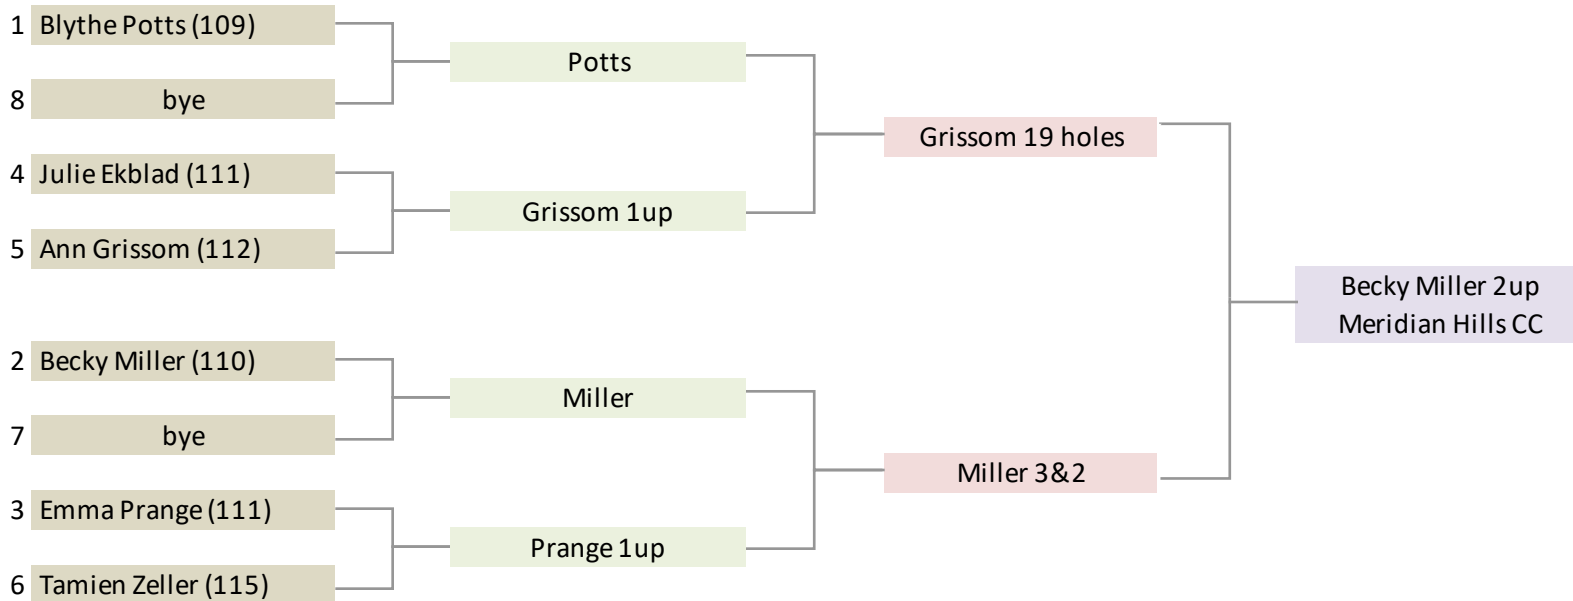 1 Blythe Potts (109)
8 bye
Potts
4 Julie Ekblad (111)
5 Ann Grissom (112)
Grissom 1up
Grissom 19 holes
2 Becky Miller (110)
7 bye
Miller
3 Emma Prange (111)
6 Tamien Zeller (115)
Prange 1up
Miller 3&2
Becky Miller 2up
Meridian Hills CC